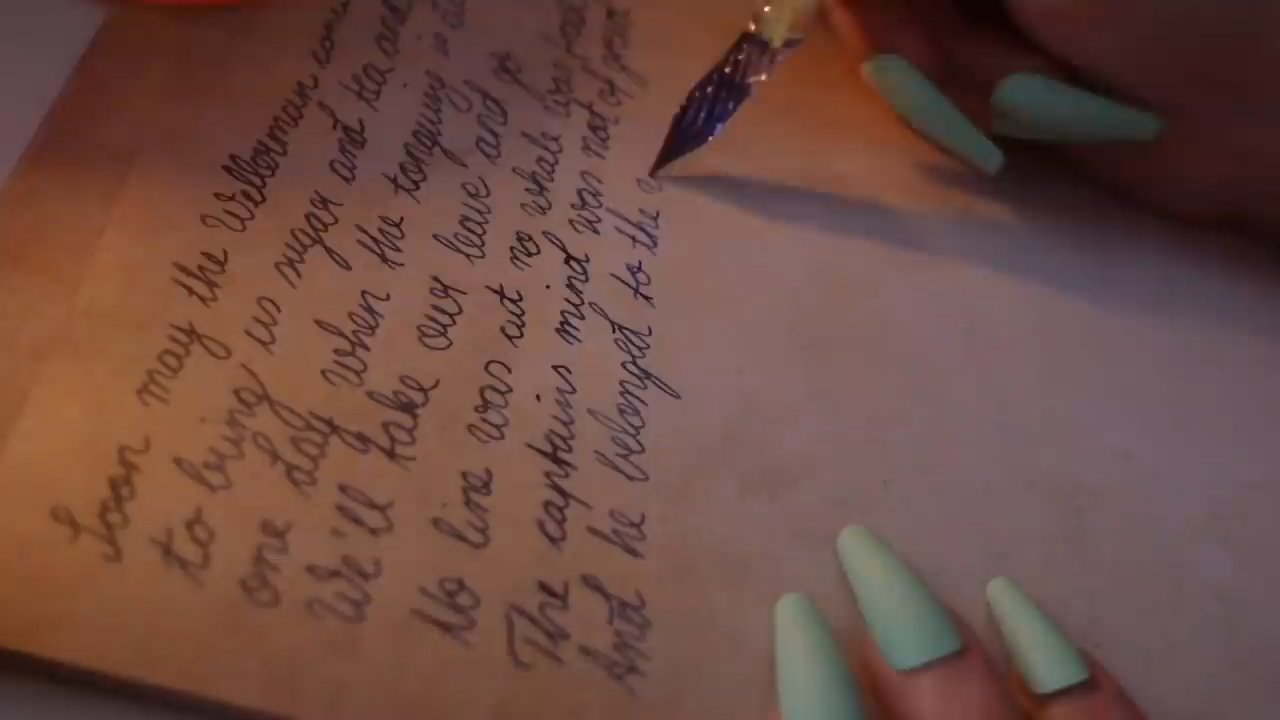 Soon may the Wellerman come
to bring us sugar and tea and
one day when the tonguing is
We'll take our leave and go
No line was cut no whale was
The captains mind was not of
And he belonged to the